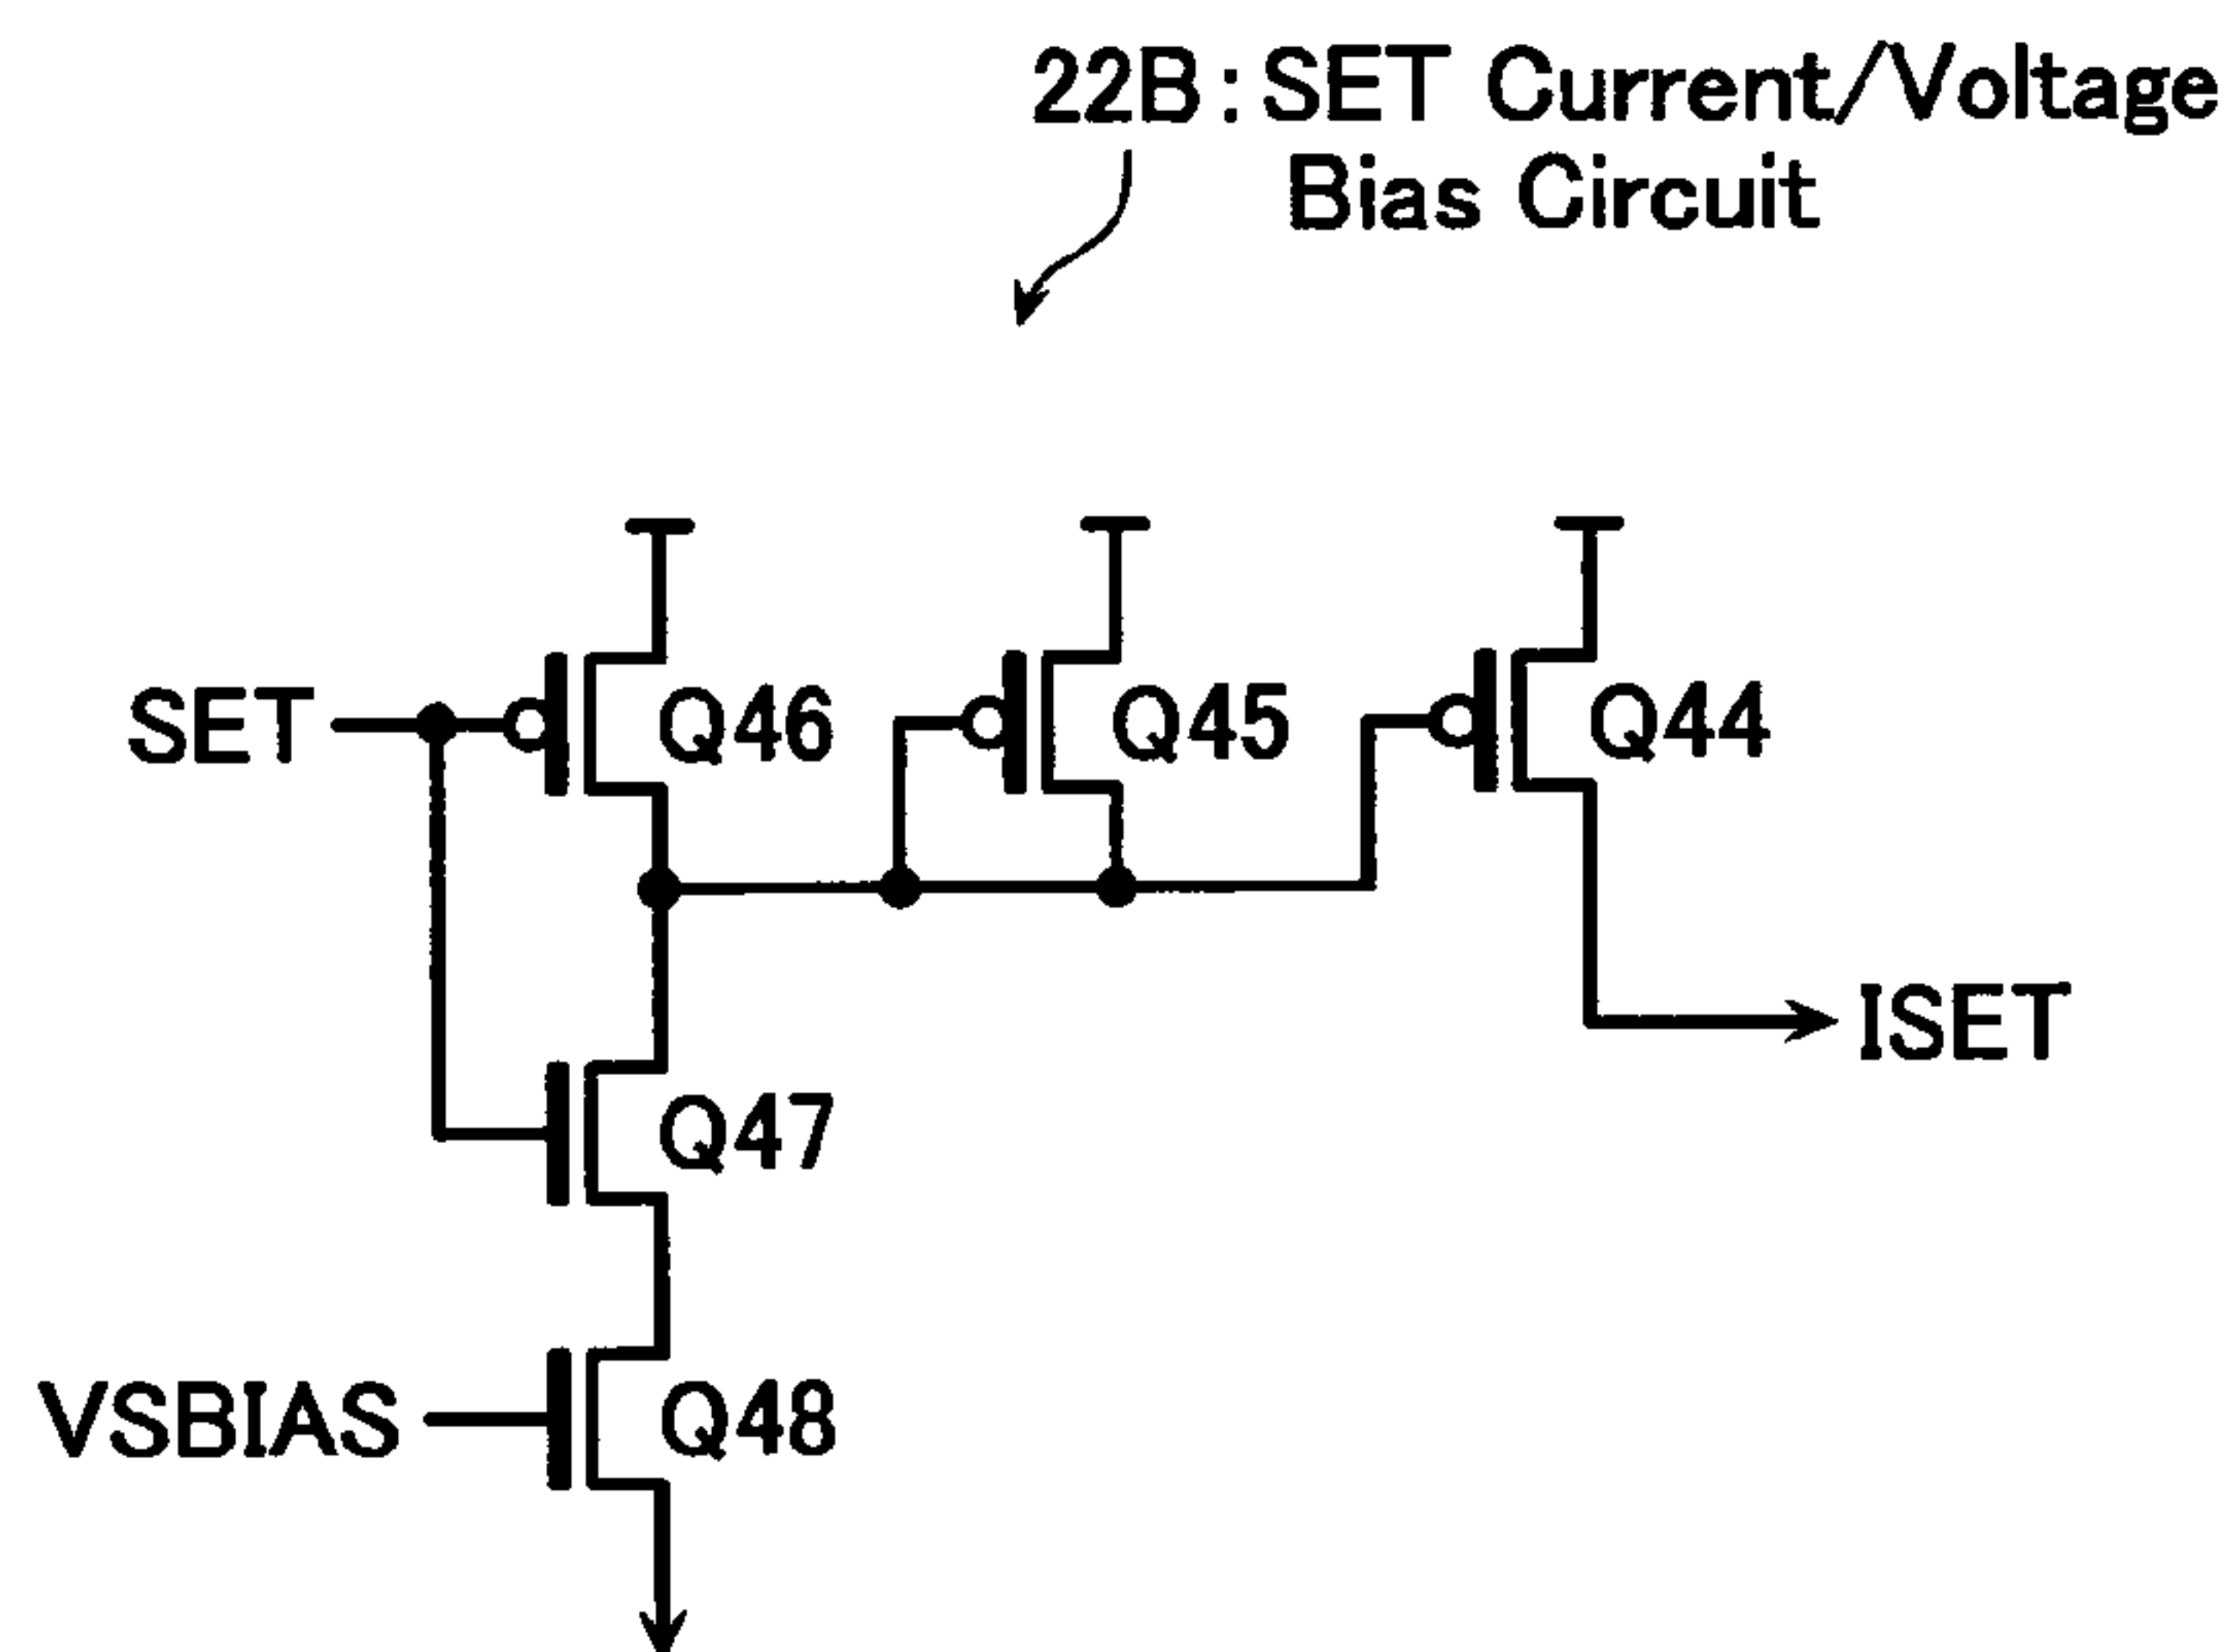 22B: SET Current/Voltage
Bias Circuit
SET
Q46
Q45
Q44
ISET
Q47
VSBIAS
Q48